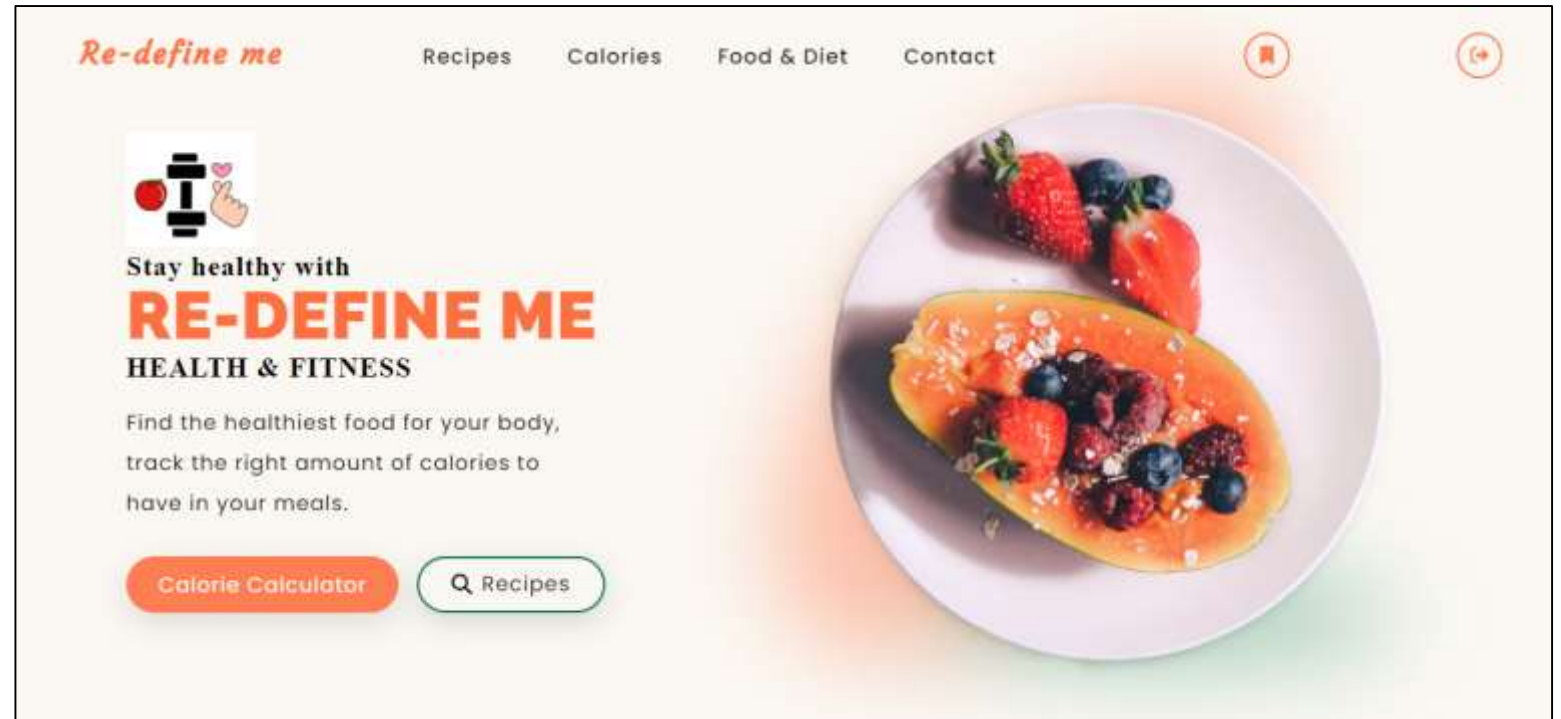 Re-define me
Recipes
Calories
Food & Diet
Contact
Stay healthy with
RE-DEFINE ME
HEALTH & FITNESS
Find the healthiest food for your body,
track the right amount of calories to
have in your meals.
Calorie Calculator
Recipes